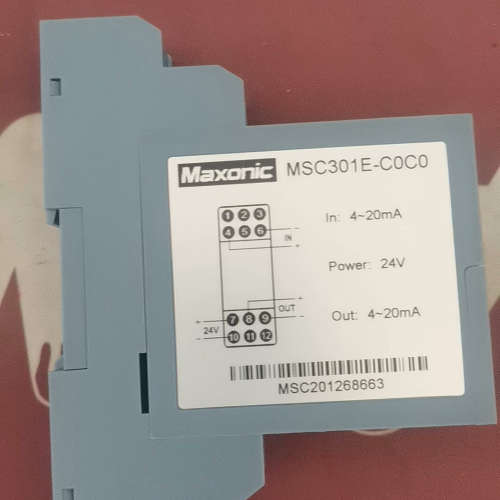 Maxonic MSC301E-C0C0
1 2 3
4 5 6 - IN +
In: 4~20mA
Power: 24V
+ OUT -
+ 24V -
7 8 9
10 11 12
Out: 4~20mA
MSC201268663